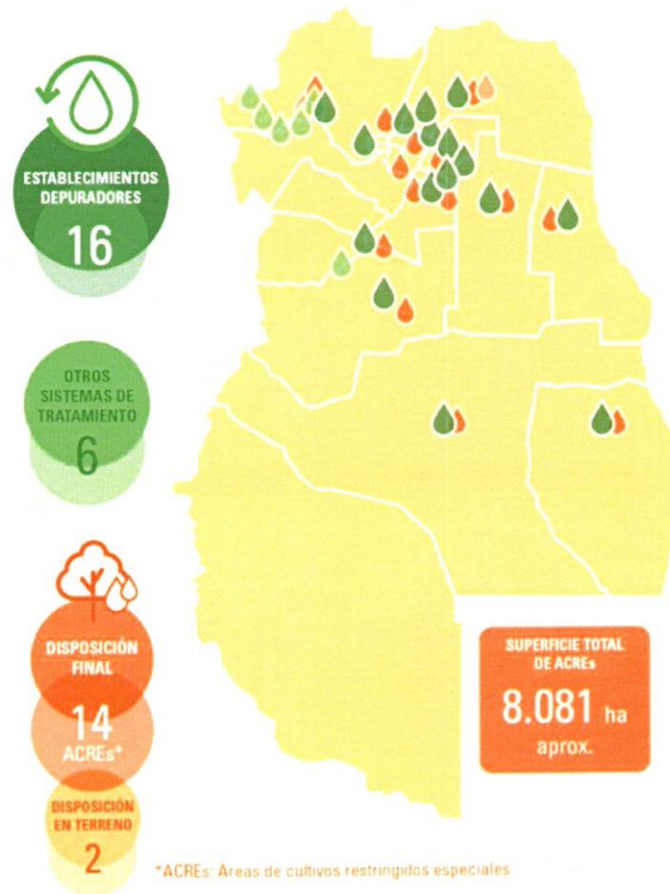 ESTABLECIMIENTOS
DEPURADORES
16
OTROS
SISTEMAS DE
TRATAMIENTO
6
DISPOSICIÓN
FINAL
14
ACREs*
DISPOSICIÓN
EN TERRENO
2
SUPERFICIE TOTAL
DE ACREs
8.081 ha
aprox.
*ACREs: Áreas de cultivos restringidos especiales